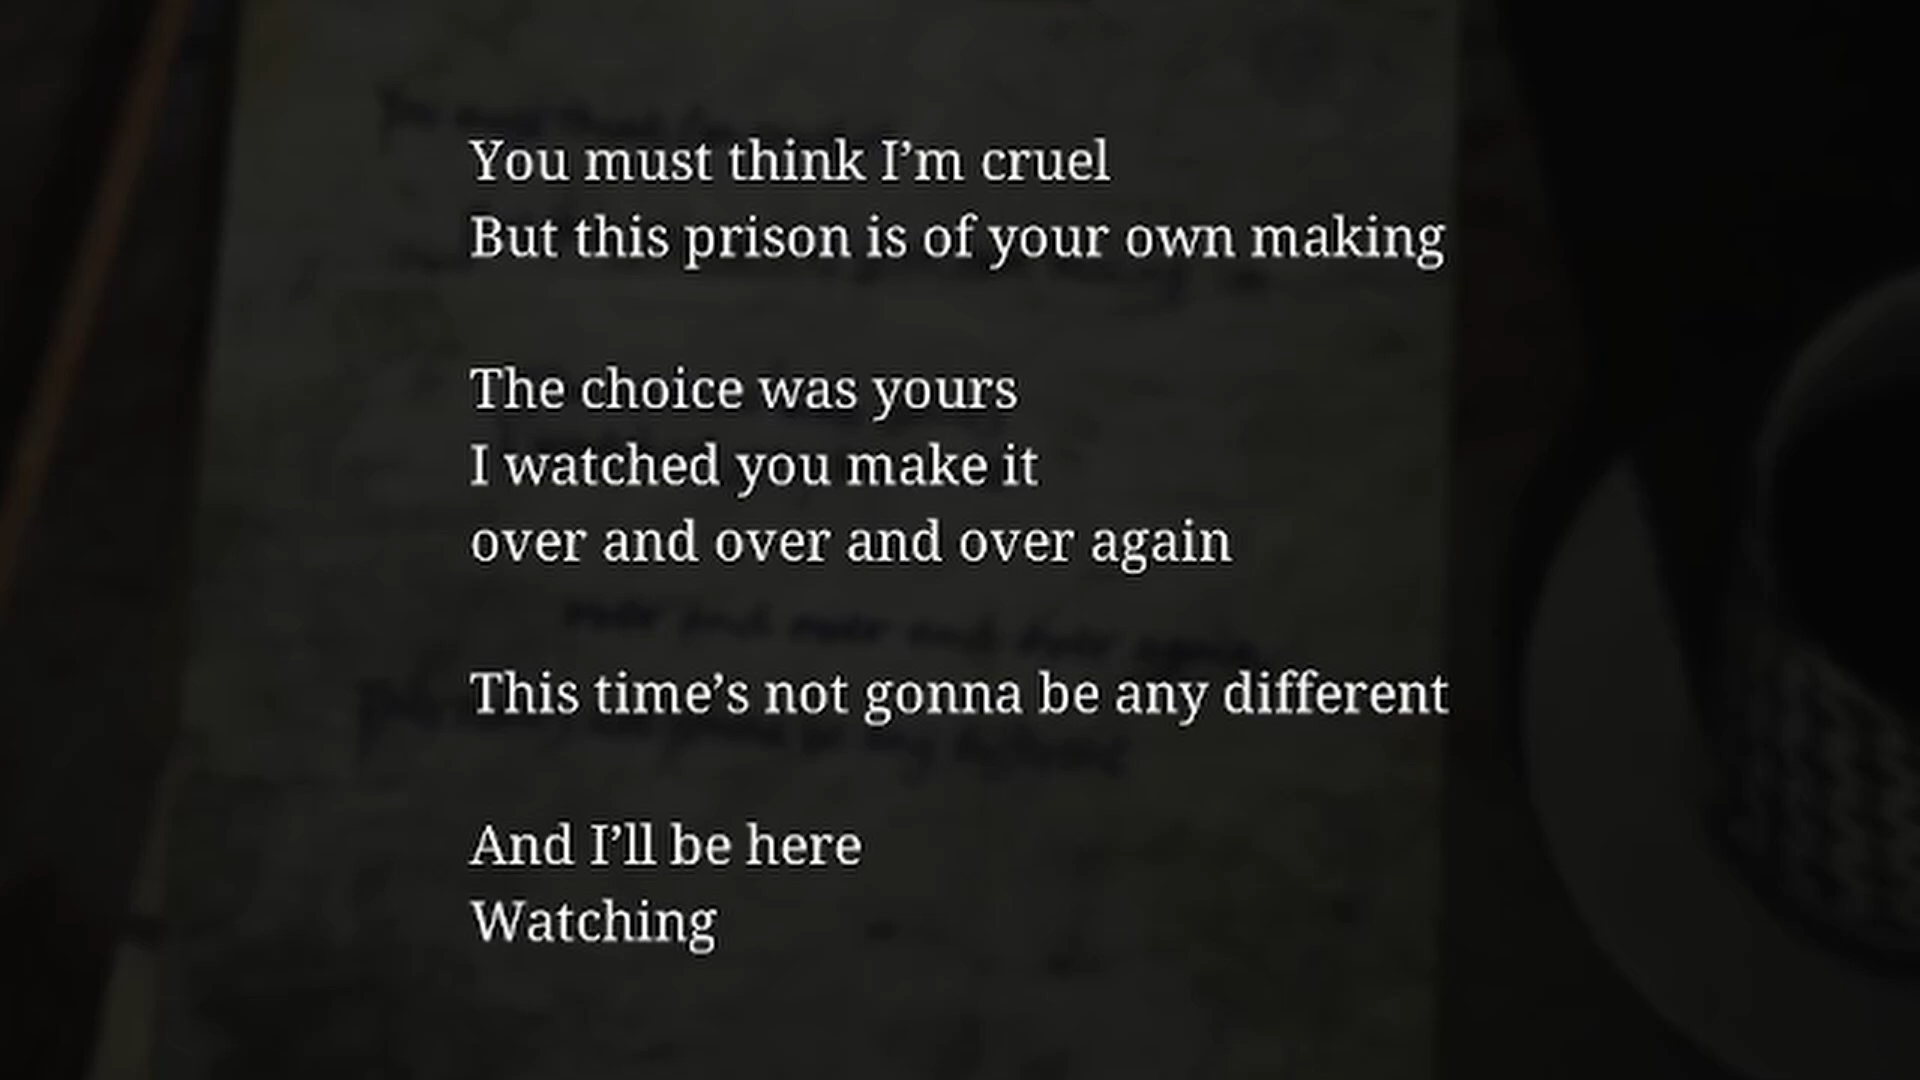 You must think I’m cruel
But this prison is of your own making
The choice was yours
I watched you make it
over and over and over again
This time’s not gonna be any different
And I’ll be here
Watching